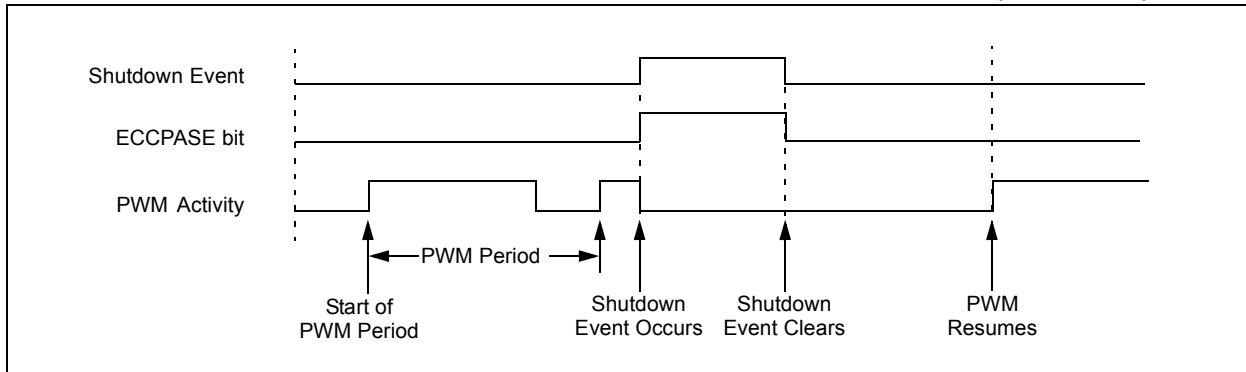 Shutdown Event
ECCPASE bit
PWM Activity
PWM Period
Start of
PWM Period
Shutdown
Event Occurs
Shutdown
Event Clears
PWM
Resumes